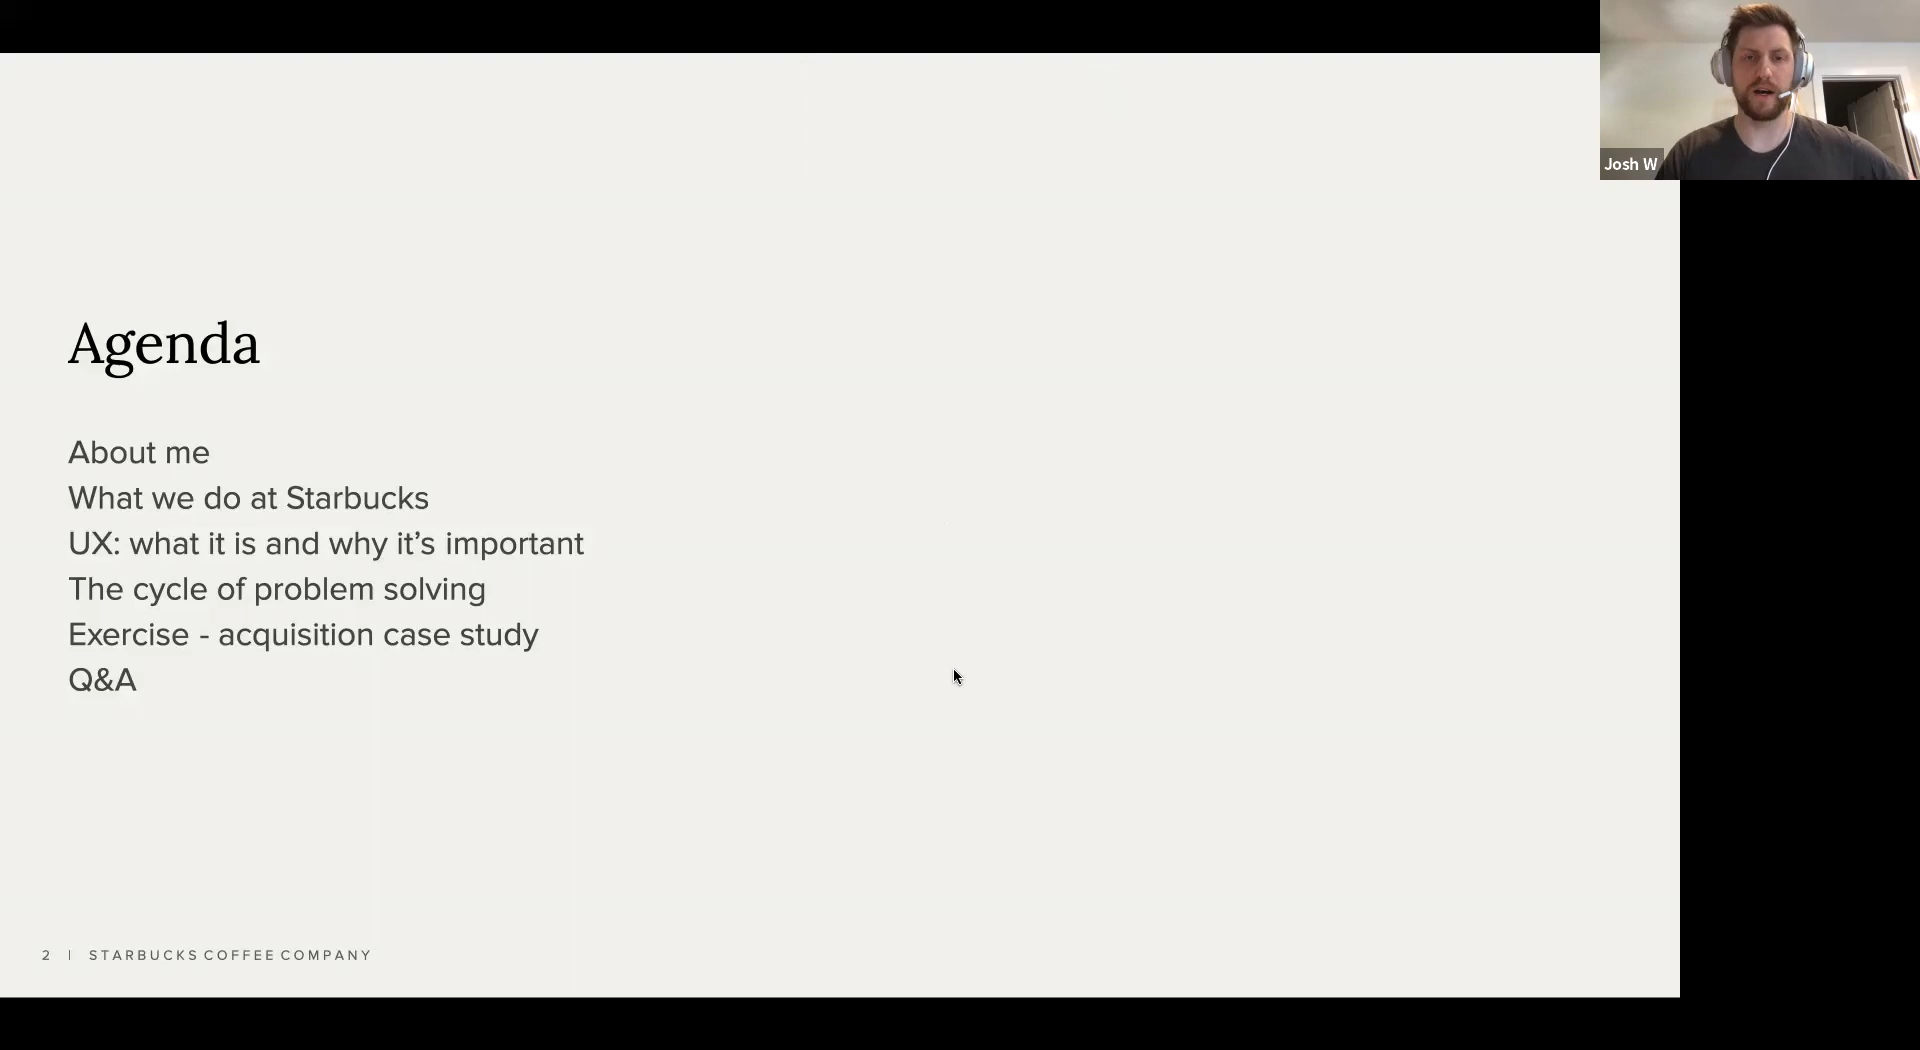 Josh W
Agenda
About me
What we do at Starbucks
UX: what it is and why it’s important
The cycle of problem solving
Exercise - acquisition case study
Q&A
2 | STARBUCKS COFFEE COMPANY